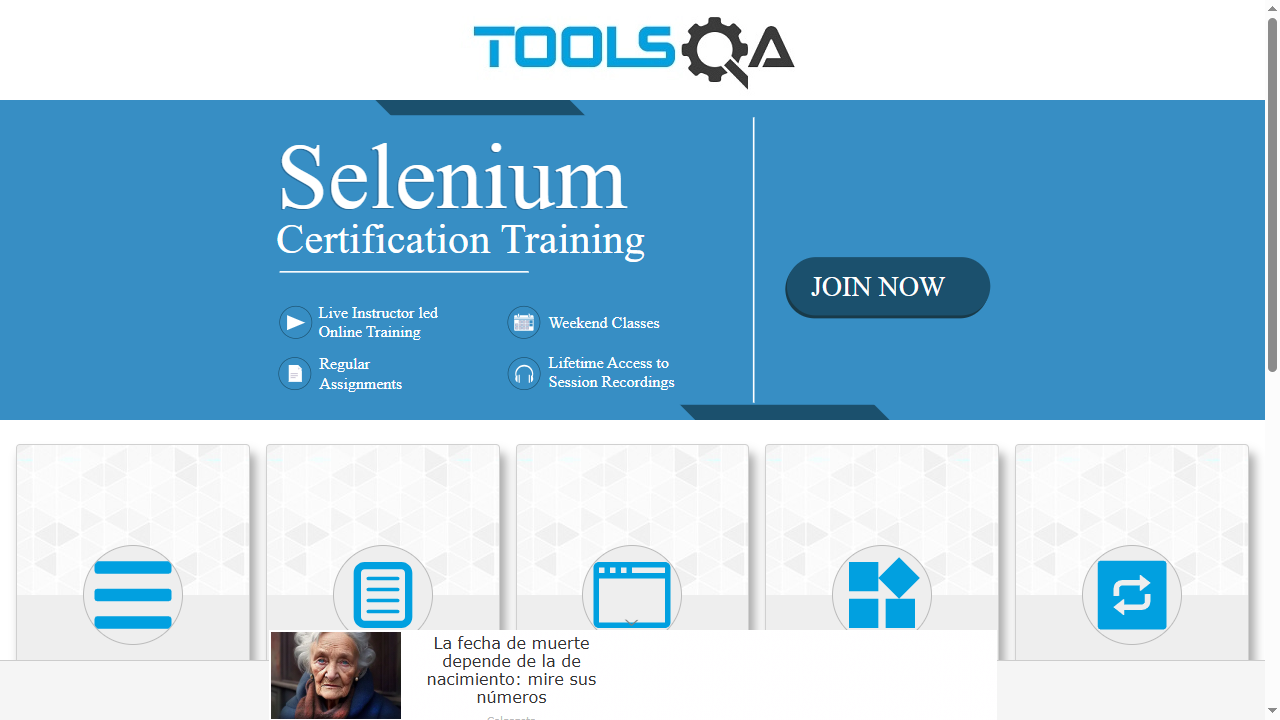 TOOLSQA
Selenium
Certification Training
JOIN NOW
Live Instructor led
Online Training
Weekend Classes
Regular
Assignments
Lifetime Access to
Session Recordings
La fecha de muerte
depende de la de
nacimiento: mire sus
números